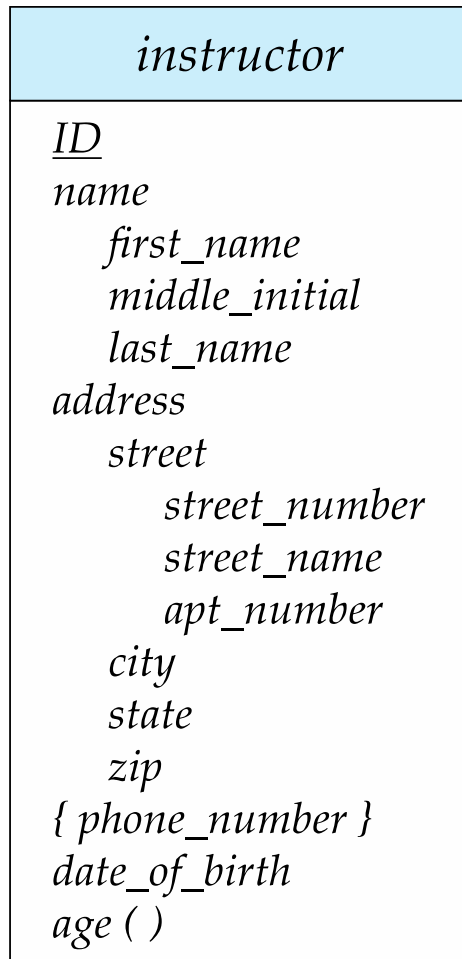 instructor
ID
name
first_name
middle_initial
last_name
address
street
street_number
street_name
apt_number
city
state
zip
{ phone_number }
date_of_birth
age ( )